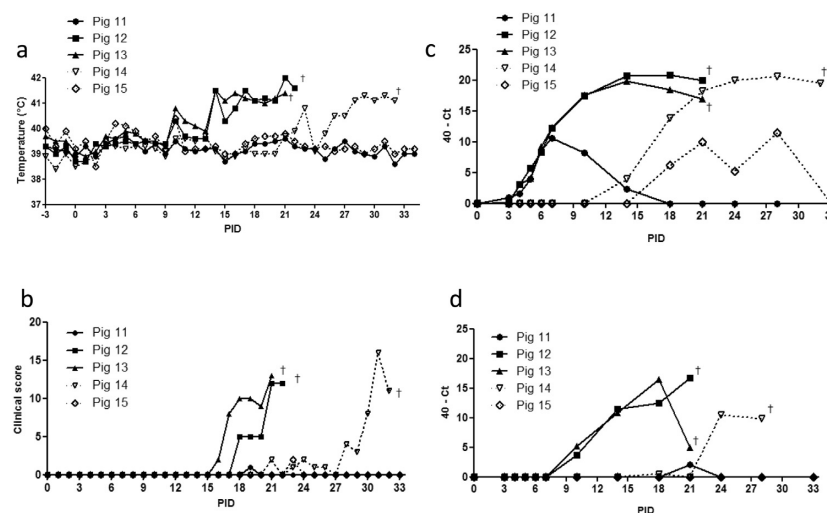 a
Pig 11
Pig 12
Pig 13
Pig 14
Pig 15
Temperature (°C)
42
41
40
39
38
37
-3 0 3 6 9 12 15 18 21 24 27 30 33
PID
† † †
c
Pig 11
Pig 12
Pig 13
Pig 14
Pig 15
40 - Ct
25
20
15
10
5
0
0 3 6 9 12 15 18 21 24 27 30 33
PID
† † †
b
Pig 11
Pig 12
Pig 13
Pig 14
Pig 15
Clinical score
20
15
10
5
0
0 3 6 9 12 15 18 21 24 27 30 33
PID
† † †
d
Pig 11
Pig 12
Pig 13
Pig 14
Pig 15
40 - Ct
25
20
15
10
5
0
0 3 6 9 12 15 18 21 24 27 30 33
PID
† † †